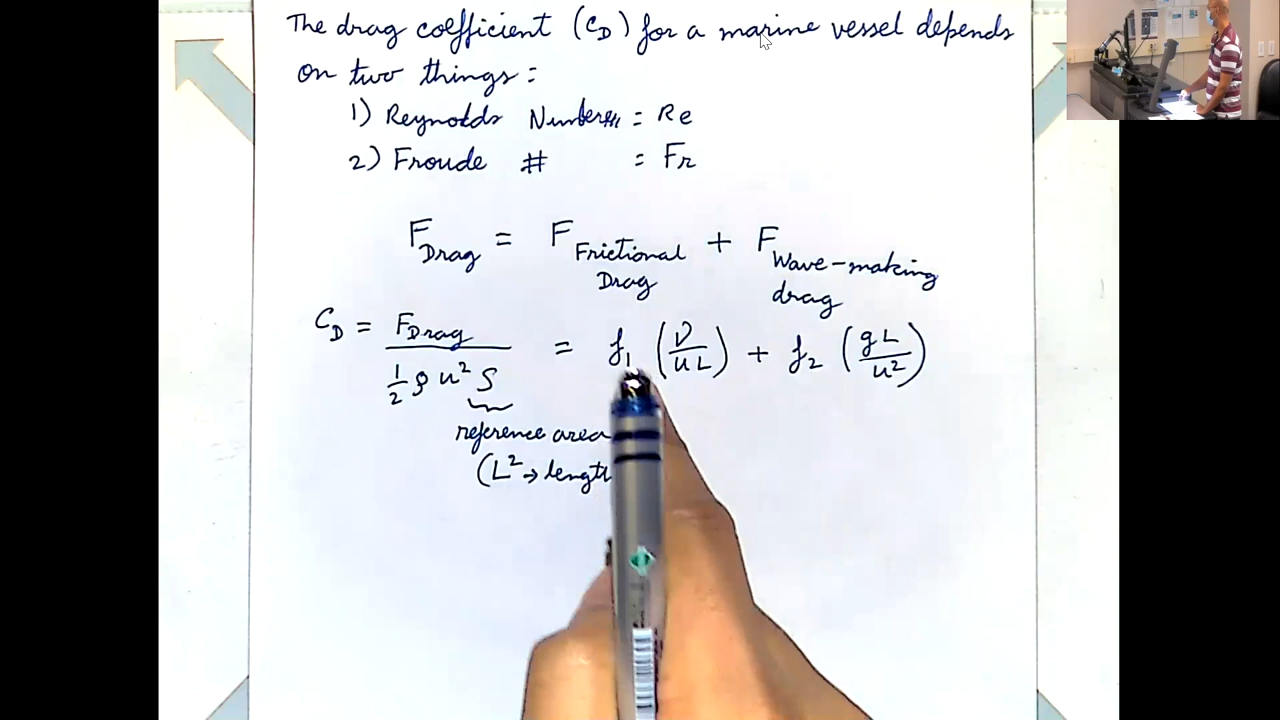 The drag coefficient (C_D) for a marine vessel depends
on two things:
1) Reynolds Number = Re
2) Froude # = Fr
F_Drag = F_Frictional Drag + F_Wave-making drag
C_D = F_Drag / (1/2 ρ u² S) = f₁ (ν / uL) + f₂ (gL / u²)
reference area
(L² → length